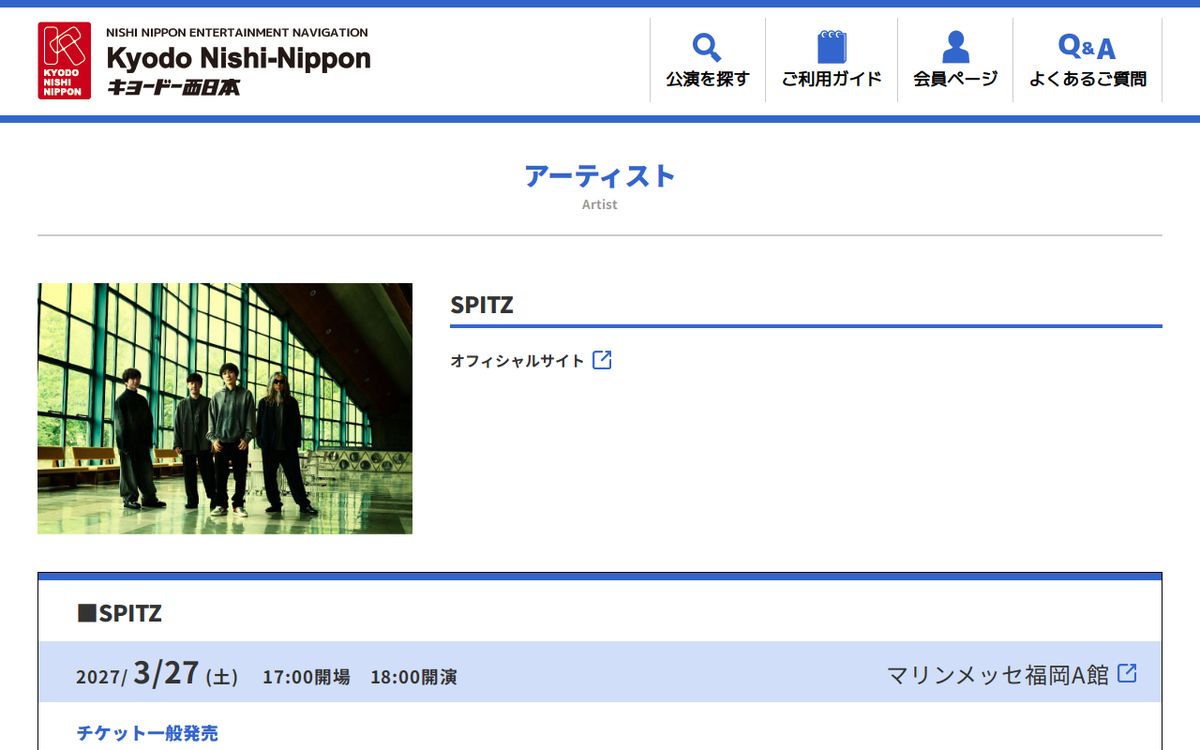 KYODO
NISHI
NIPPON
NISHI NIPPON ENTERTAINMENT NAVIGATION
Kyodo Nishi-Nippon
キョードー西日本
公演を探す
ご利用ガイド
会員ページ
Q&A
よくあるご質問
アーティスト
Artist
SPITZ
オフィシャルサイト
■SPITZ
2027/ 3/27 (土) 17:00開場 18:00開演
マリンメッセ福岡A館
チケット一般発売